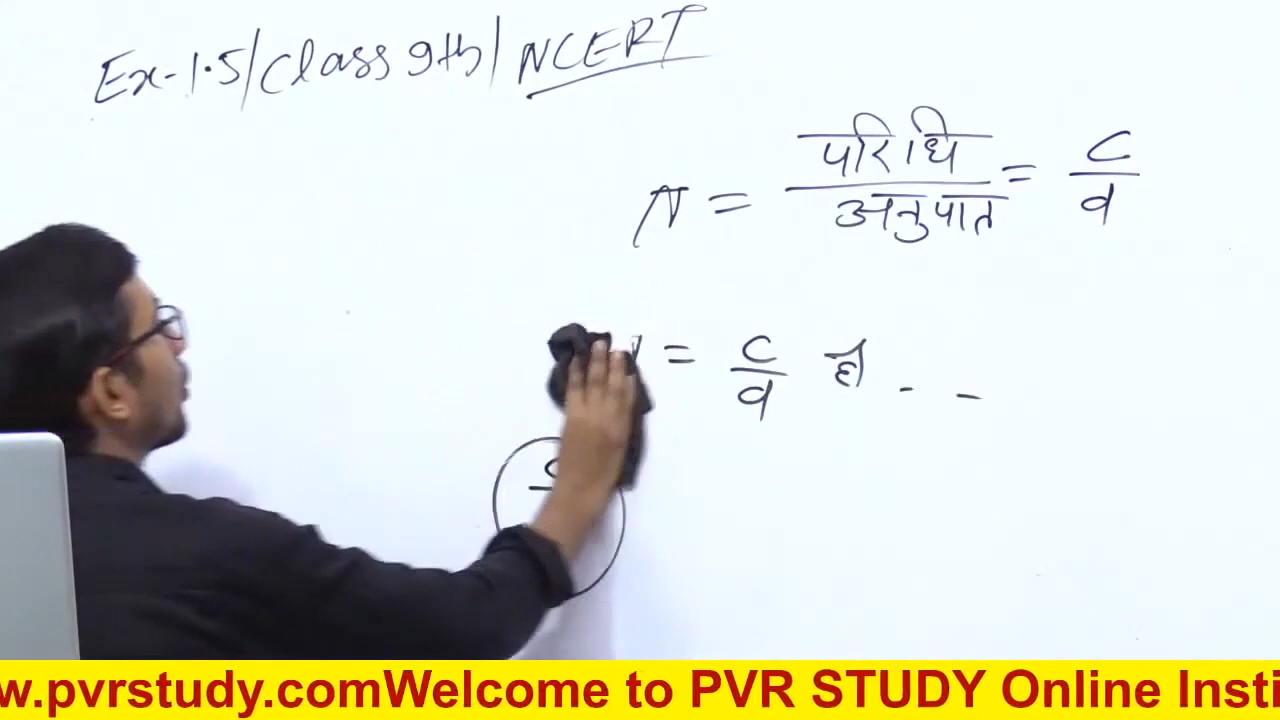 Ex-1.5/Class 9th/NCERT
π = परिधि/अनुपात = c/d
= c/d है . -
c
w.pvrstudy.comWelcome to PVR STUDY Online Insti